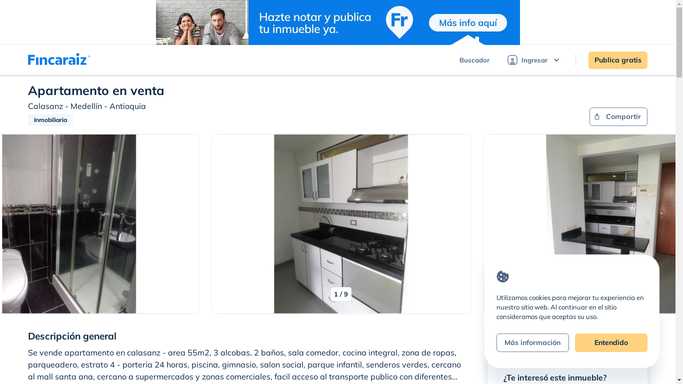 Hazte notar y publica
tu inmueble ya.
Fr
Más info aquí
Fincaraiz
Buscador
Ingresar
Publica gratis
Apartamento en venta
Calasanz - Medellín - Antioquia
Inmobiliaria
Compartir
1 / 9
Utilizamos cookies para mejorar tu experiencia en
nuestro sitio web. Al continuar en el sitio
consideramos que aceptas su uso.
Más información
Entendido
Descripción general
Se vende apartamento en calasanz - area 55m2, 3 alcobas, 2 baños, sala comedor, cocina integral, zona de ropas,
parqueadero, estrato 4 - porteria 24 horas, piscina, gimnasio, salon social, parque infantil, senderos verdes, cercano
al mall santa ana, cercano a supermercados y zonas comerciales, facil acceso al transporte publico con diferentes...
¿Te interesó este inmueble?